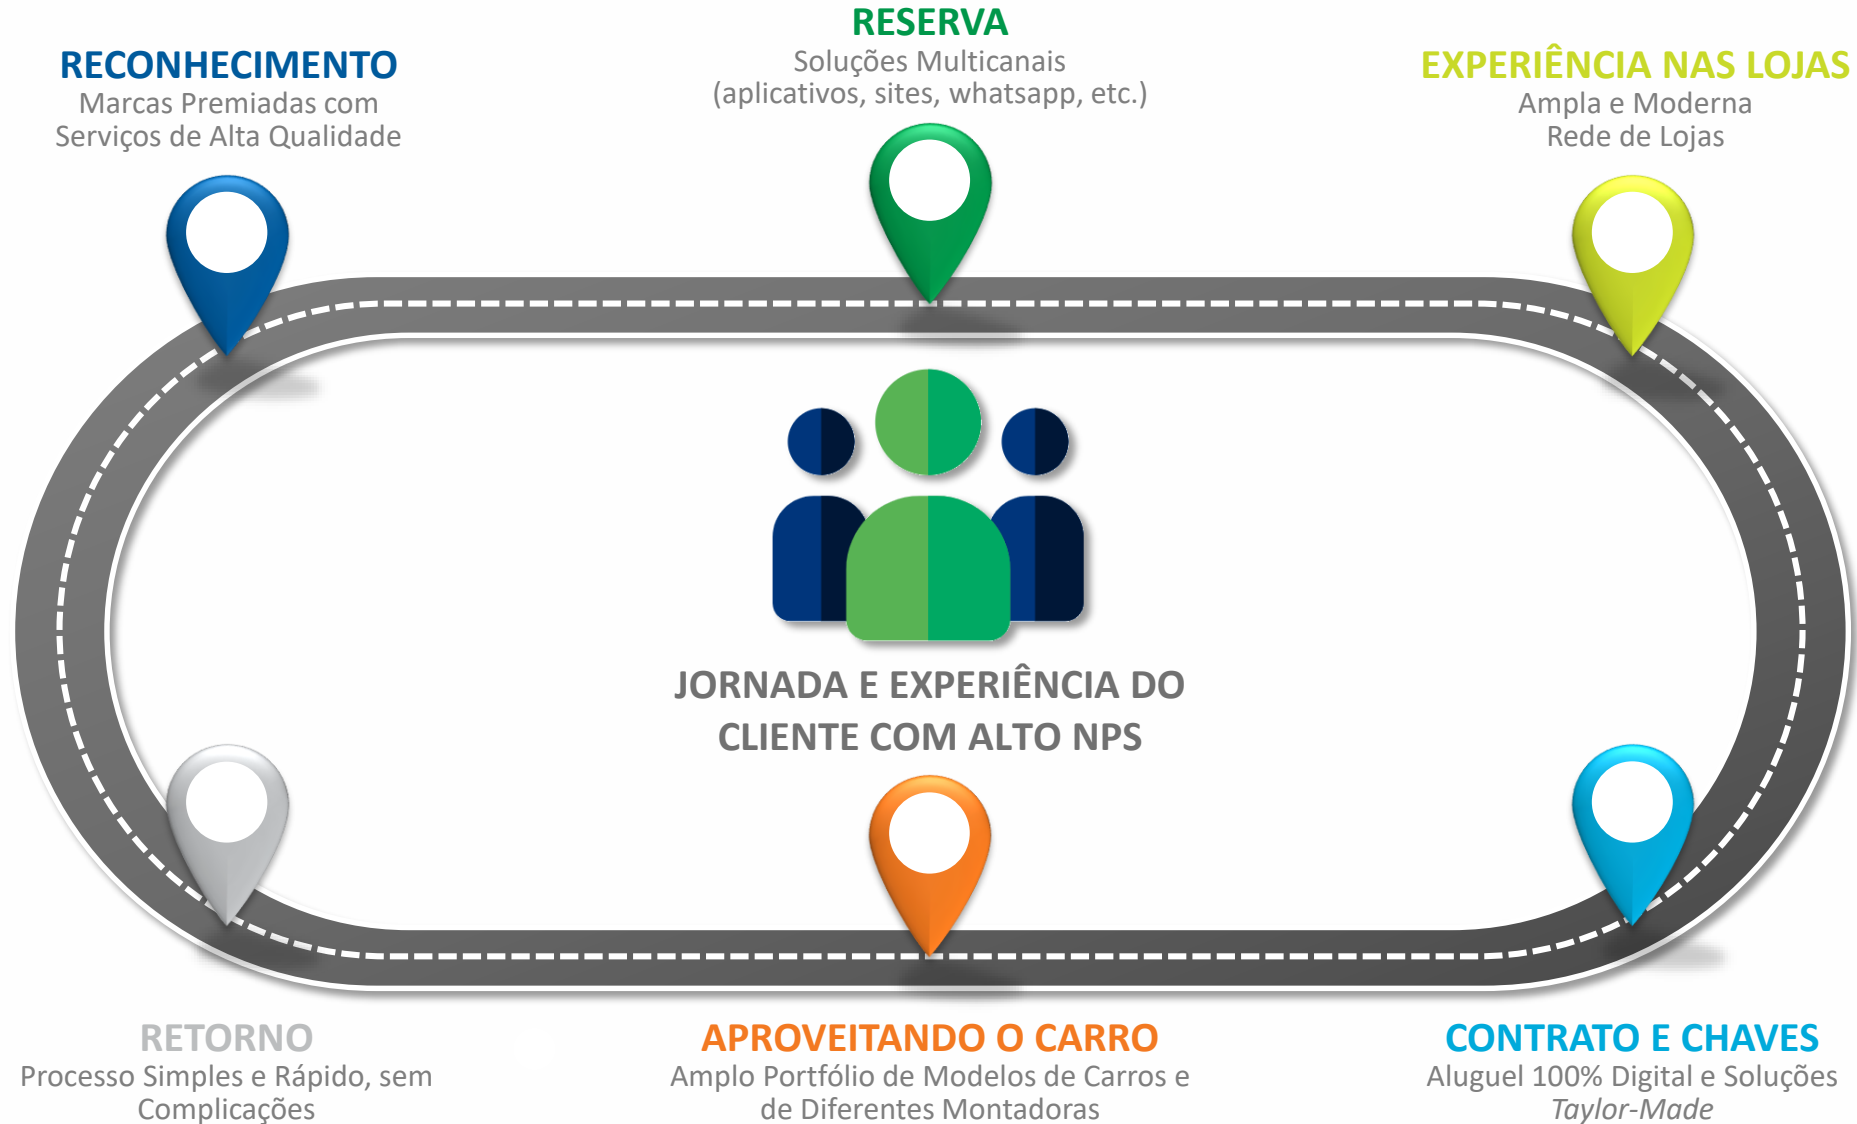 RECONHECIMENTO
Marcas Premiadas com
Serviços de Alta Qualidade
RESERVA
Soluções Multicanais
(aplicativos, sites, whatsapp, etc.)
EXPERIÊNCIA NAS LOJAS
Ampla e Moderna
Rede de Lojas
JORNADA E EXPERIÊNCIA DO
CLIENTE COM ALTO NPS
RETORNO
Processo Simples e Rápido, sem
Complicações
APROVEITANDO O CARRO
Amplo Portfólio de Modelos de Carros e
de Diferentes Montadoras
CONTRATO E CHAVES
Aluguel 100% Digital e Soluções
Taylor-Made